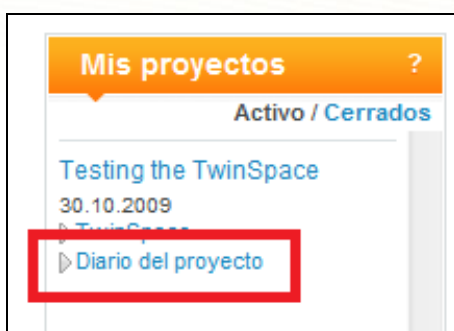 Mis proyectos ?
Activo / Cerrados
Testing the TwinSpace
30.10.2009
TwinSpace
Diario del proyecto